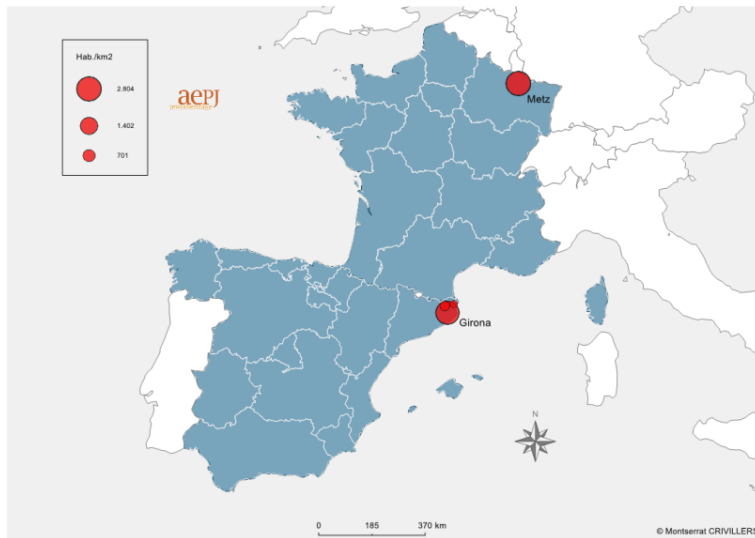 Hab./km2
2.804
1.402
701
aePJ
Metz
Girona
N
0 185 370 km
© Montserrat CRIVILLERS